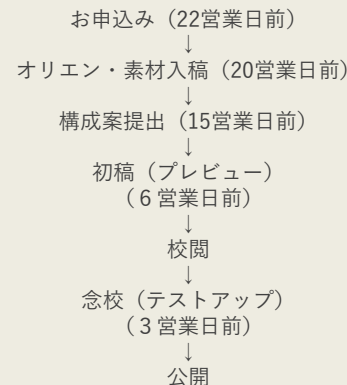 お申込み（22営業日前）
↓
オリエン・素材入稿（20営業日前）
↓
構成案提出（15営業日前）
↓
初稿（プレビュー）
（６営業日前）
↓
校閲
↓
念校（テストアップ）
（３営業日前）
↓
公開